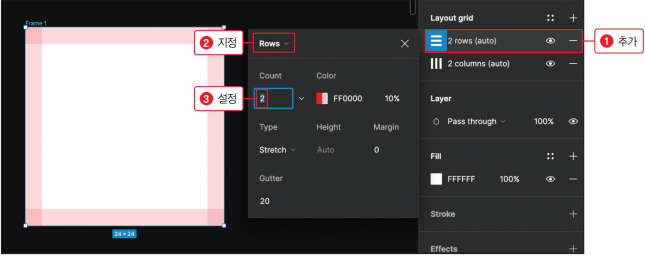 Frame 1
24 × 24
2 지정
3 설정
1 추가
Rows
Count
Color
2
FF0000
10%
Type
Height
Margin
Stretch
Auto
0
Gutter
20
Layout grid
2 rows (auto)
2 columns (auto)
Layer
Pass through
100%
Fill
FFFFFF
100%
Stroke
Effects